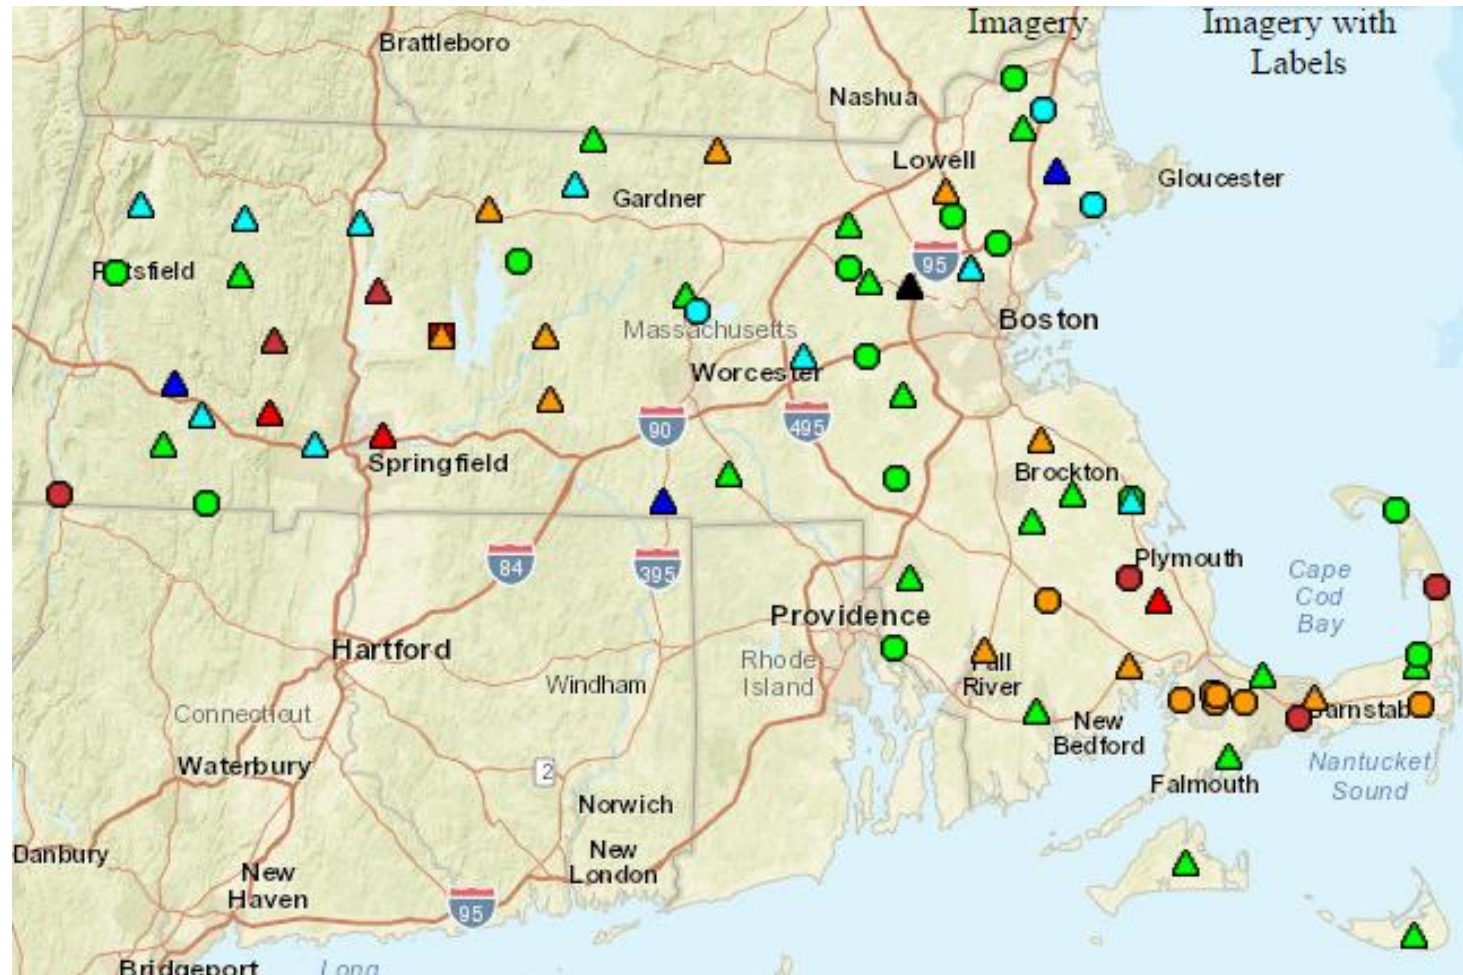 Imagery
Imagery with
Labels
Brattleboro
Nashua
Lowell
Gloucester
Gardner
95
Boston
Massachusetts
Worcester
90
495
Springfield
Brockton
84
395
Plymouth
Cape
Cod
Bay
Providence
Hartford
Rhode
Island
Windham
River
Connecticut
New
Bedford
Waterbury
2
Nantucket
Sound
Falmouth
Norwich
Danbury
New
London
New
Haven
95
Bridgeport
Long